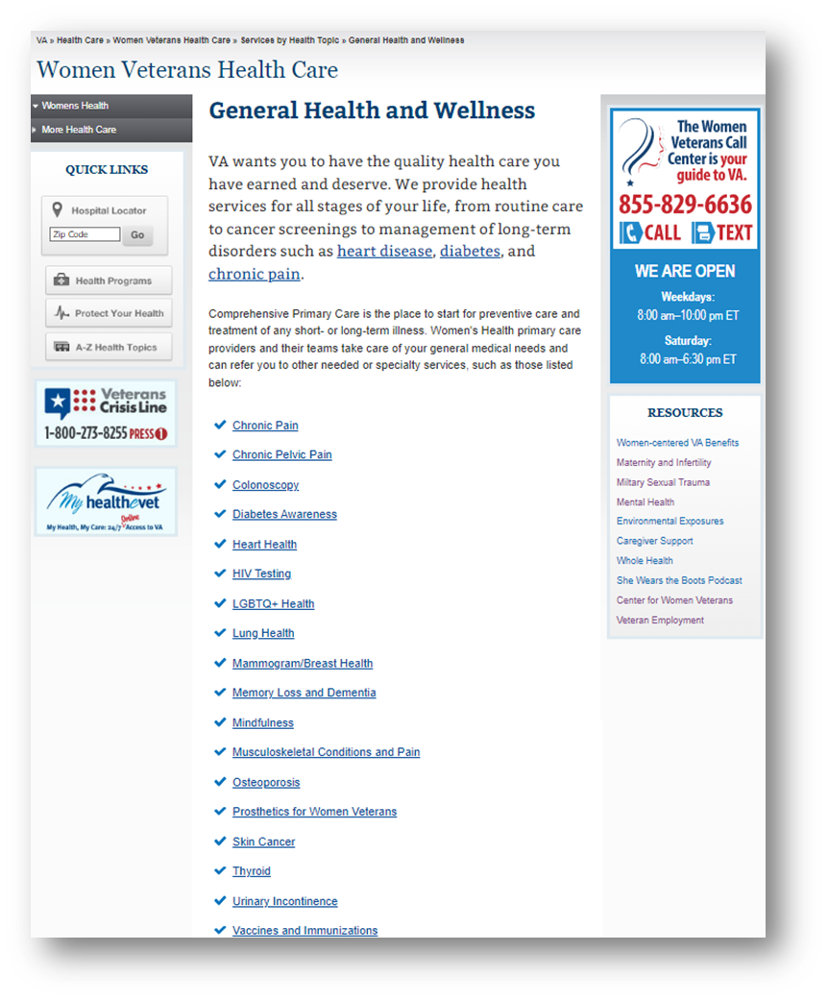 VA » Health Care » Women Veterans Health Care » Services by Health Topic » General Health and Wellness
Women Veterans Health Care
Womens Health
More Health Care
QUICK LINKS
Hospital Locator
Zip Code Go
Health Programs
Protect Your Health
A-Z Health Topics
Veterans
Crisis Line
1-800-273-8255 PRESS 1
My healthevet
My Health, My Care: 24/7 Online Access to VA
General Health and Wellness
VA wants you to have the quality health care you
have earned and deserve. We provide health
services for all stages of your life, from routine care
to cancer screenings to management of long-term
disorders such as heart disease, diabetes, and
chronic pain.
Comprehensive Primary Care is the place to start for preventive care and
treatment of any short- or long-term illness. Women's Health primary care
providers and their teams take care of your general medical needs and
can refer you to other needed or specialty services, such as those listed
below:
Chronic Pain
Chronic Pelvic Pain
Colonoscopy
Diabetes Awareness
Heart Health
HIV Testing
LGBTQ+ Health
Lung Health
Mammogram/Breast Health
Memory Loss and Dementia
Mindfulness
Musculoskeletal Conditions and Pain
Osteoporosis
Prosthetics for Women Veterans
Skin Cancer
Thyroid
Urinary Incontinence
Vaccines and Immunizations
The Women
Veterans Call
Center is your
guide to VA.
855-829-6636
CALL TEXT
WE ARE OPEN
Weekdays:
8:00 am–10:00 pm ET
Saturday:
8:00 am–6:30 pm ET
RESOURCES
Women-centered VA Benefits
Maternity and Infertility
Miltary Sexual Trauma
Mental Health
Environmental Exposures
Caregiver Support
Whole Health
She Wears the Boots Podcast
Center for Women Veterans
Veteran Employment